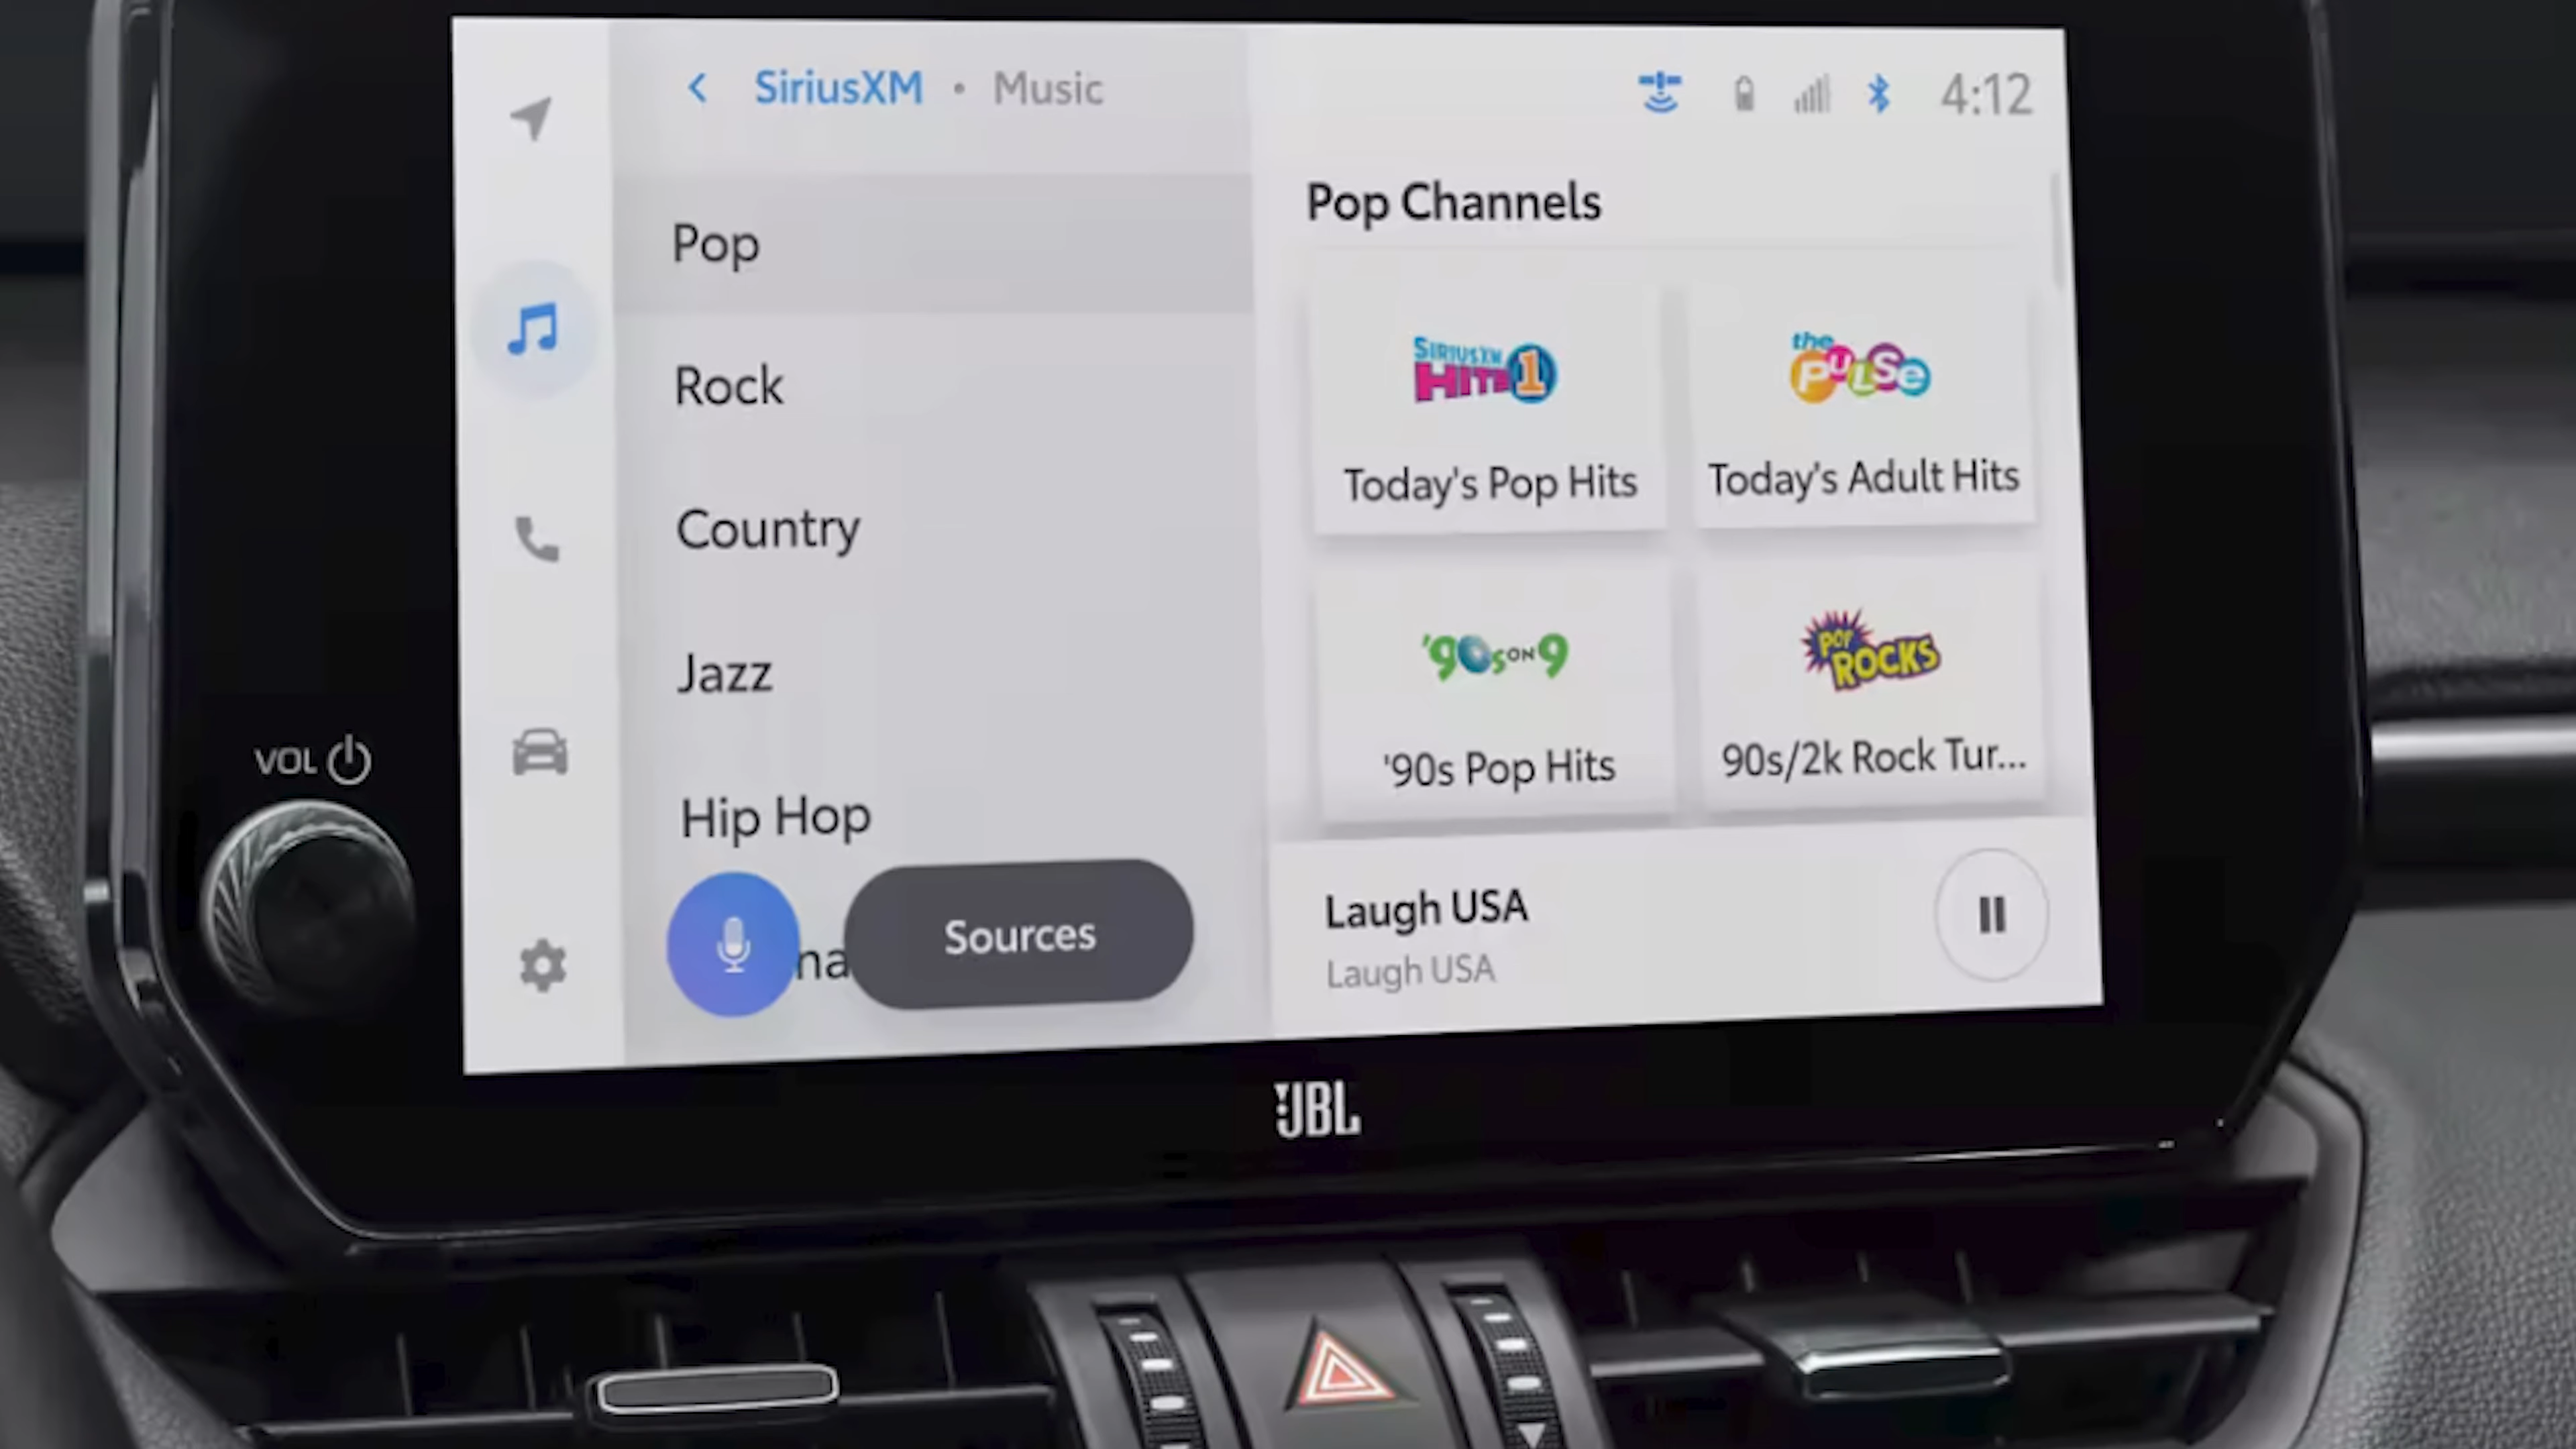 SiriusXM • Music
4:12
Pop
Rock
Country
Jazz
Hip Hop
Sources
Pop Channels
SIRIUSXM
HITS 1
Today's Pop Hits
the
PULSE
Today's Adult Hits
'90s ON 9
'90s Pop Hits
POP
ROCKS
90s/2k Rock Tur...
Laugh USA
Laugh USA
VOL
JBL